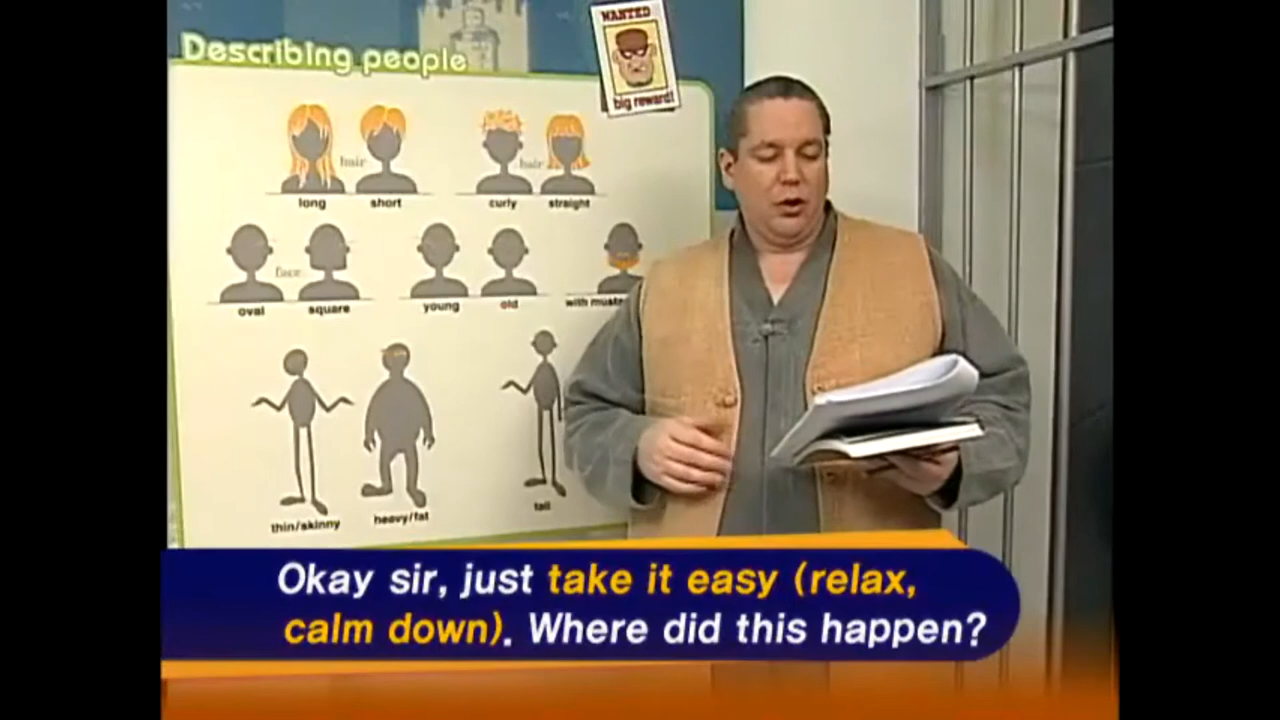 Describing people
WANTED
big reward!
hair
hair
long
short
curly
straight
face
oval
square
young
old
with
thin/skinny
heavy/fat
tall
Okay sir, just take it easy (relax,
calm down). Where did this happen?